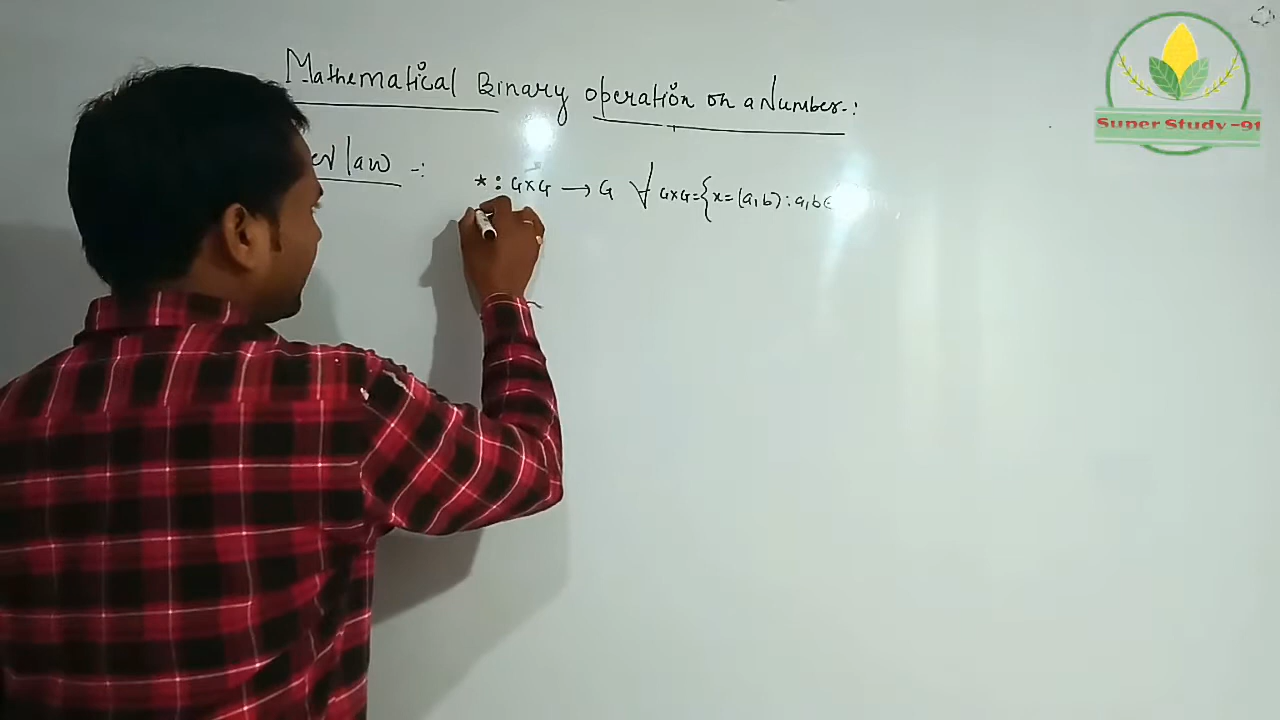 Mathematical Binary operation on a Number-:
law -:
* : G×G → G ∀ G×G={x=(a,b):a,b∈
Super Study -91